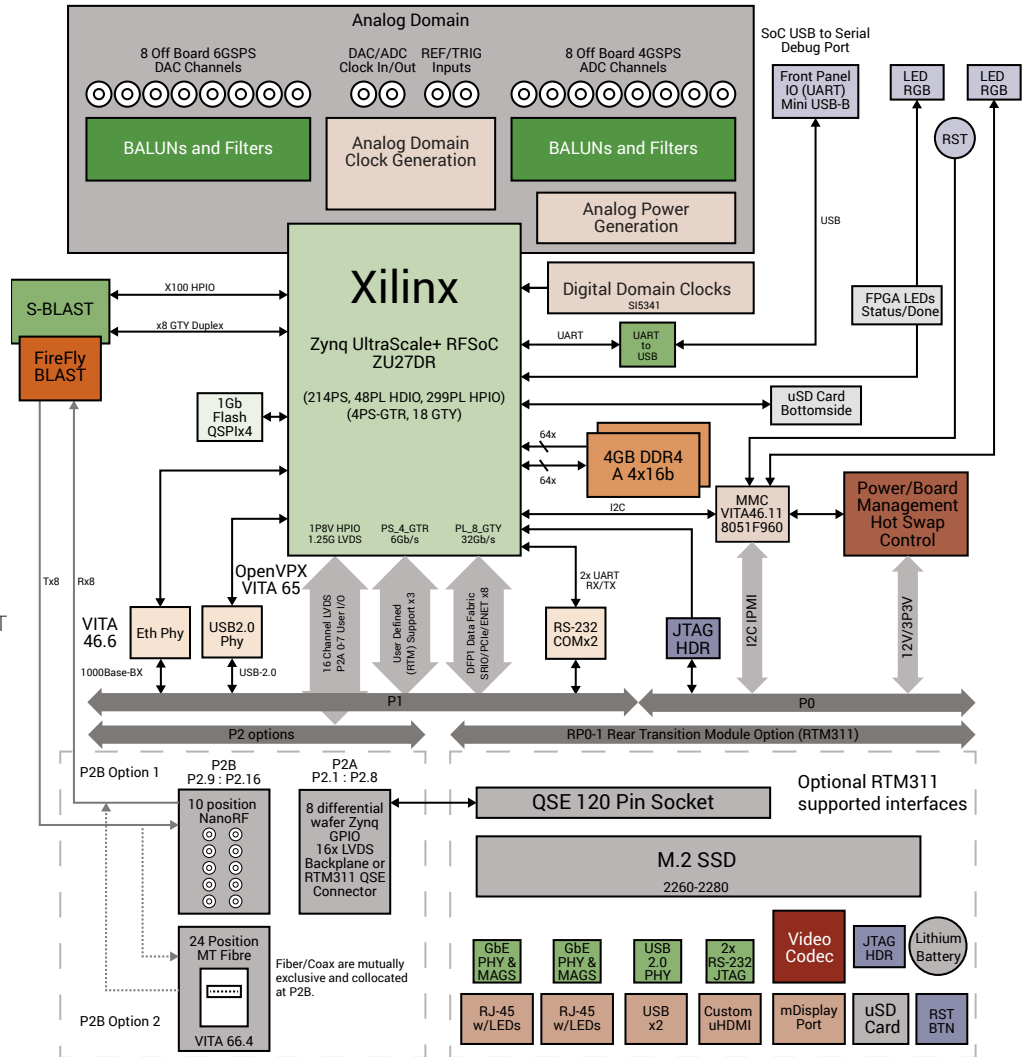 Analog Domain
8 Off Board 6GSPS
DAC Channels
DAC/ADC
Clock In/Out
REF/TRIG
Inputs
8 Off Board 4GSPS
ADC Channels
BALUNs and Filters
Analog Domain
Clock Generation
BALUNs and Filters
Analog Power
Generation
SoC USB to Serial
Debug Port
Front Panel
IO (UART)
Mini USB-B
LED
RGB
LED
RGB
RST
USB
Xilinx
Zynq UltraScale+ RFSoC
ZU27DR
(214PS, 48PL HDIO, 299PL HPIO)
(4PS-GTR, 18 GTY)
1P8V HPIO
1.25G LVDS
PS_4_GTR
6Gb/s
PL_8_GTY
32Gb/s
S-BLAST
FireFly
BLAST
X100 HPIO
x8 GTY Duplex
1Gb
Flash
QSPIx4
Digital Domain Clocks
SI5341
FPGA LEDs
Status/Done
UART
UART
to
USB
uSD Card
Bottomside
64x
64x
4GB DDR4
A 4x16b
I2C
MMC
VITA46.11
8051F960
Power/Board
Management
Hot Swap
Control
Tx8
Rx8
T
VITA
46.6
OpenVPX
VITA 65
Eth Phy
USB2.0
Phy
1000Base-BX
USB-2.0
16 Channel LVDS
P2A 0-7 User I/O
User Defined
(RTM) Support x3
DFP1 Data Fabric
SRIO/PCIe/ENET x8
2x UART
RX/TX
RS-232
COMx2
JTAG
HDR
I2C IPMI
12V/3P3V
P1
P0
P2 options
RP0-1 Rear Transition Module Option (RTM311)
P2B Option 1
P2B
P2.9 : P2.16
P2A
P2.1 : P2.8
10 position
NanoRF
8 differential
wafer Zynq
GPIO
16x LVDS
Backplane or
RTM311 QSE
Connector
QSE 120 Pin Socket
Optional RTM311
supported interfaces
M.2 SSD
2260-2280
24 Position
MT Fibre
VITA 66.4
Fiber/Coax are mutually
exclusive and collocated
at P2B.
P2B Option 2
GbE
PHY &
MAGS
GbE
PHY &
MAGS
USB
2.0
PHY
2x
RS-232
JTAG
Video
Codec
JTAG
HDR
Lithium
Battery
RJ-45
w/LEDs
RJ-45
w/LEDs
USB
x2
Custom
uHDMI
mDisplay
Port
uSD
Card
RST
BTN